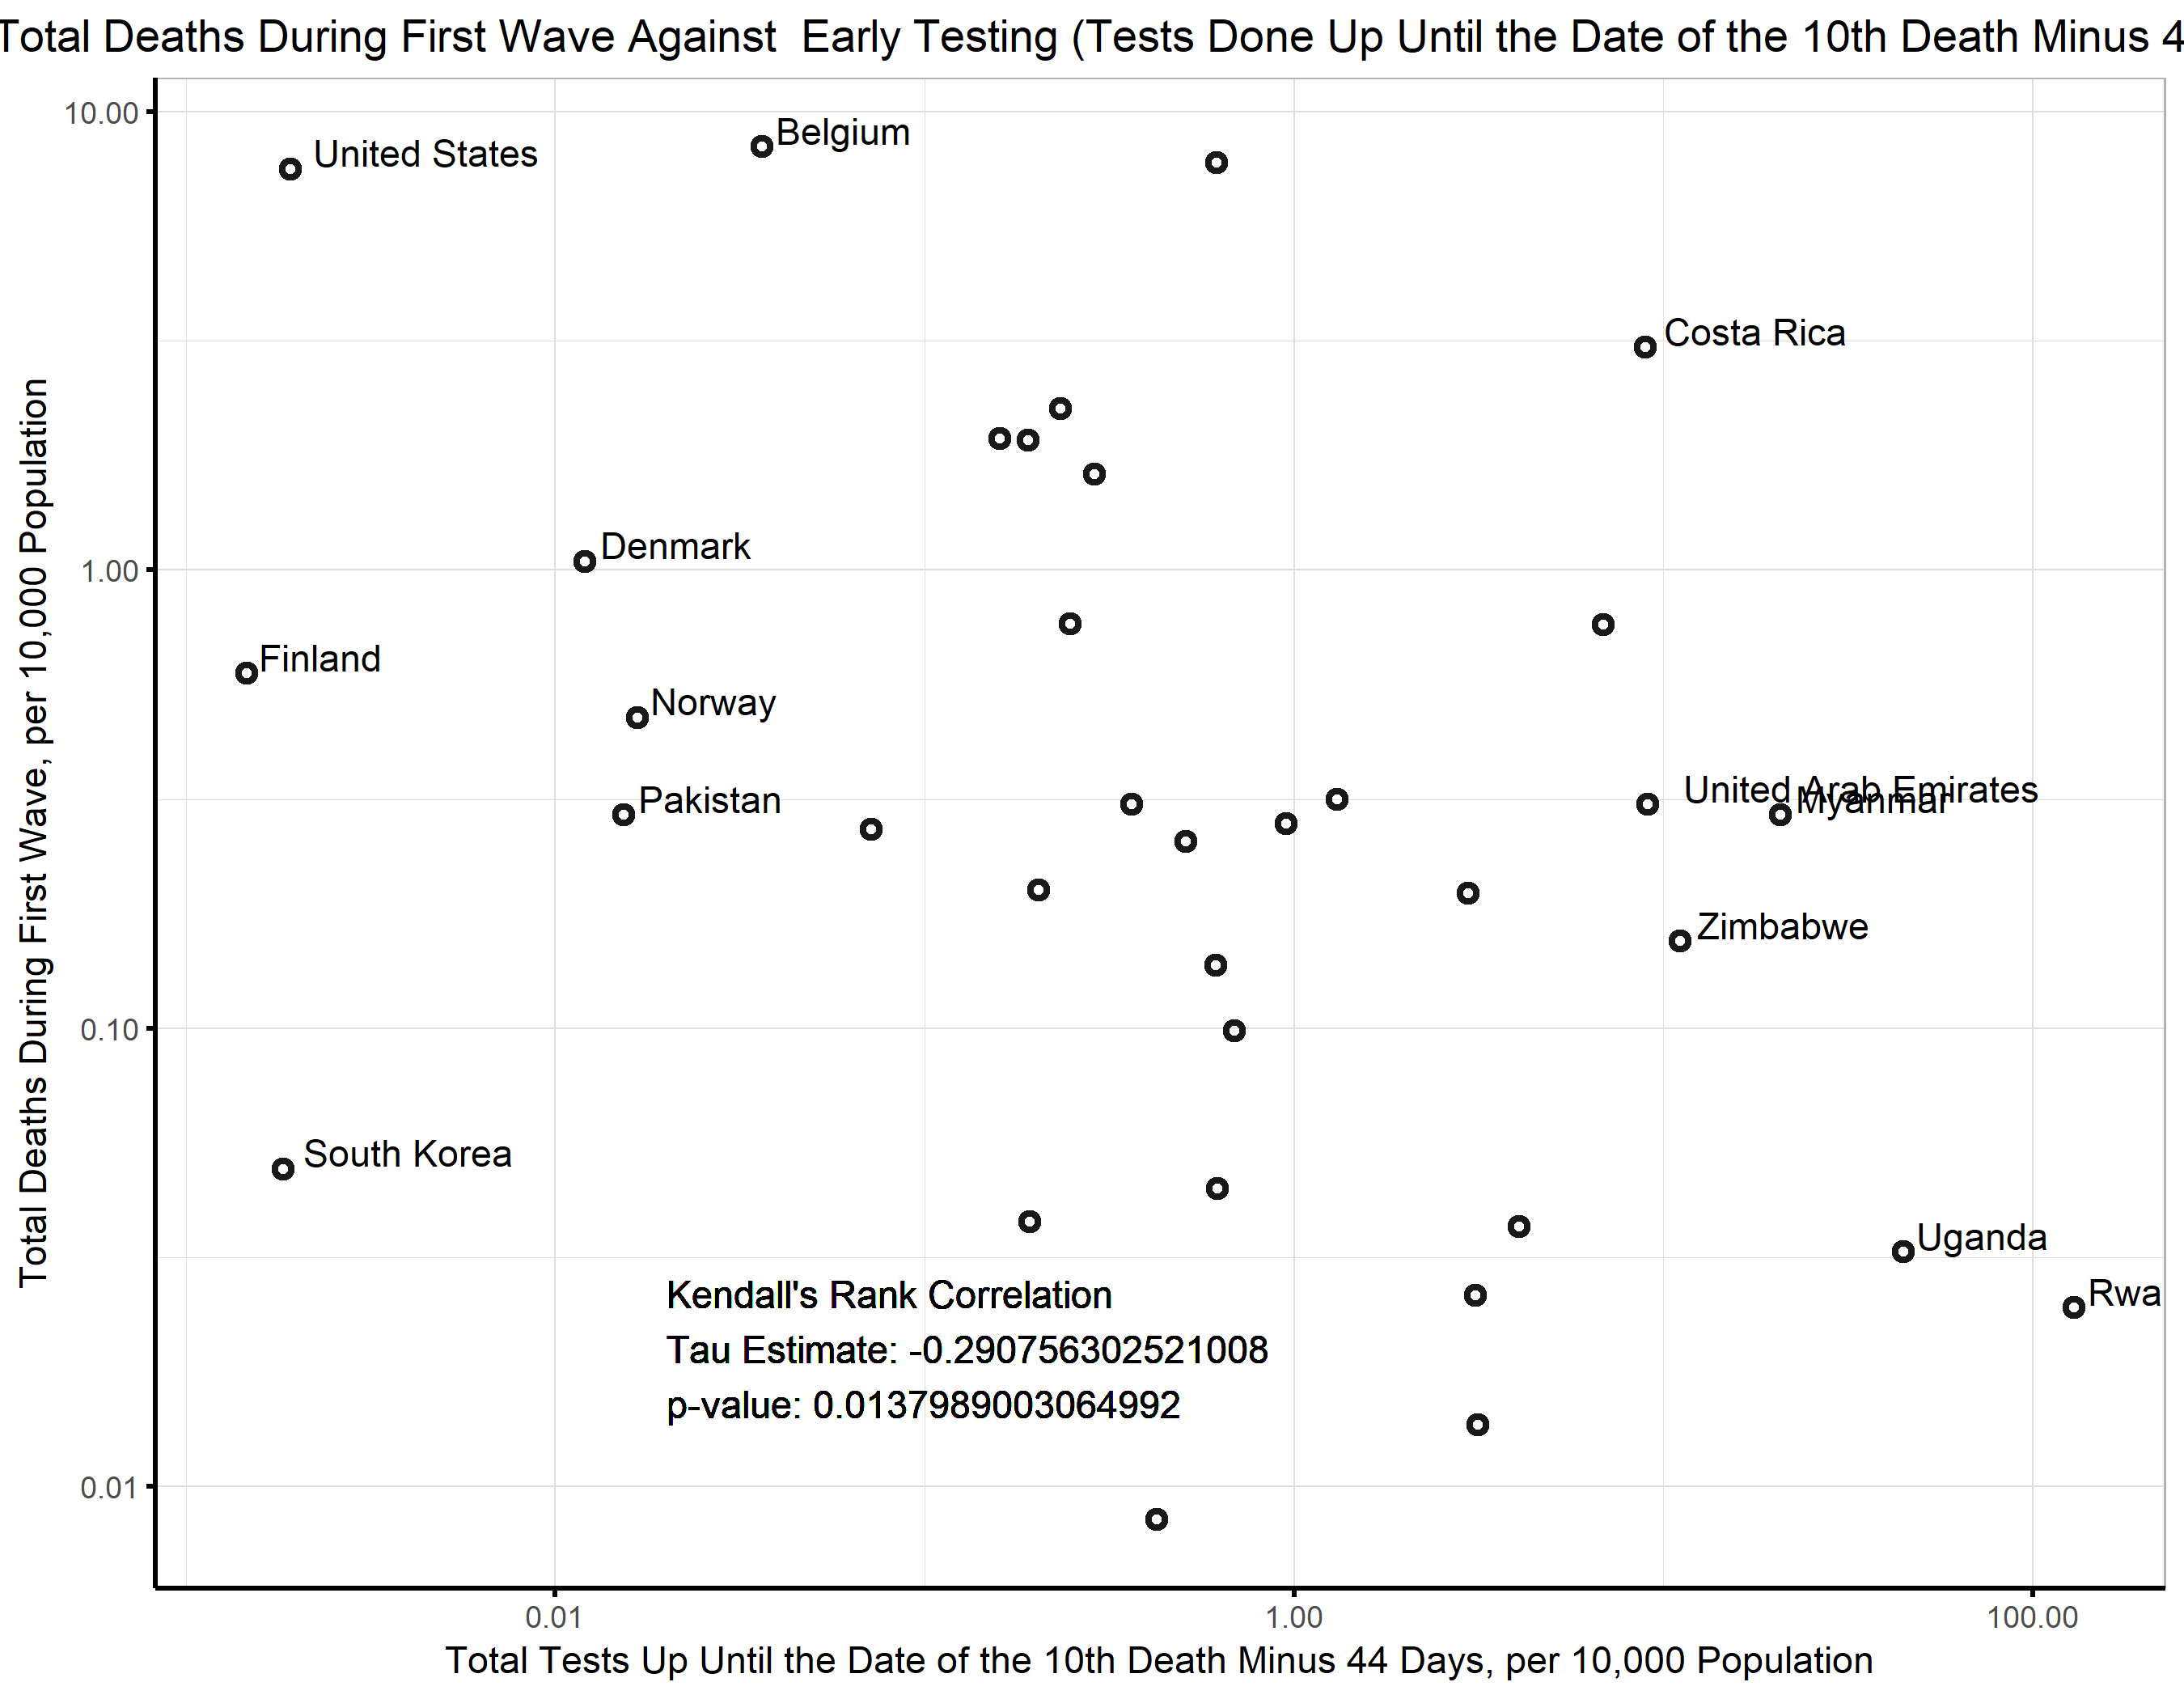 Total Deaths During First Wave Against  Early Testing (Tests Done Up Until the Date of the 10th Death Minus 4
10.00
United States
Belgium
Costa Rica
1.00
Denmark
Finland
Norway
Pakistan
United Arab Emirates
Myanmar
Zimbabwe
0.10
South Korea
Uganda
Rwa
Kendall's Rank Correlation
Tau Estimate: -0.290756302521008
p-value: 0.0137989003064992
0.01
0.01
1.00
100.00
Total Tests Up Until the Date of the 10th Death Minus 44 Days, per 10,000 Population
Total Deaths During First Wave, per 10,000 Population